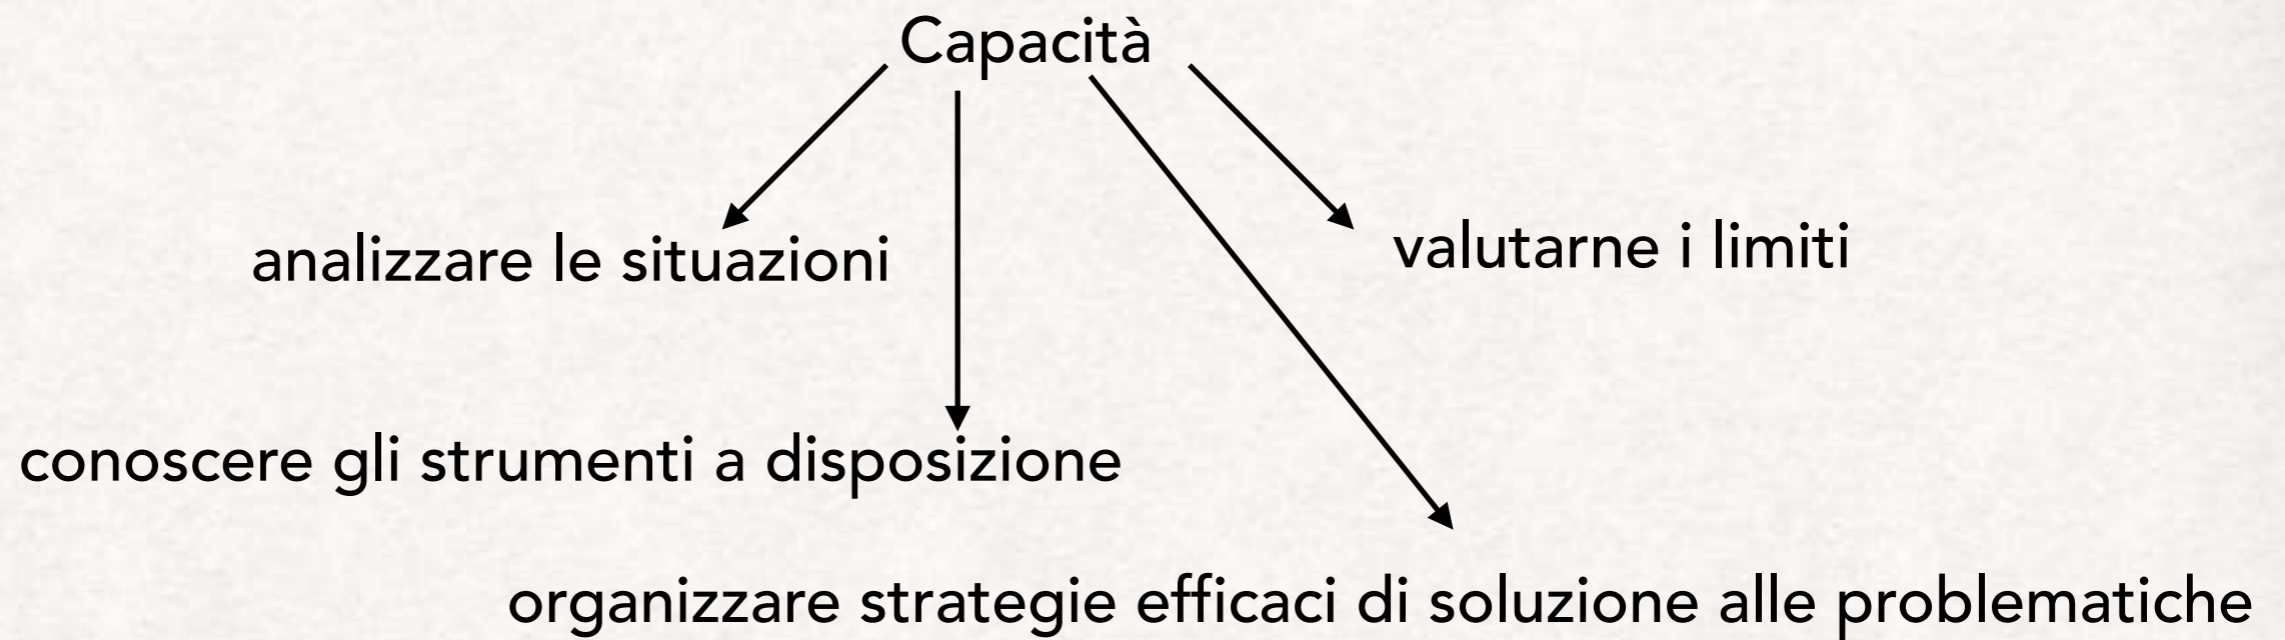 Capacità
analizzare le situazioni
valutarne i limiti
conoscere gli strumenti a disposizione
organizzare strategie efficaci di soluzione alle problematiche